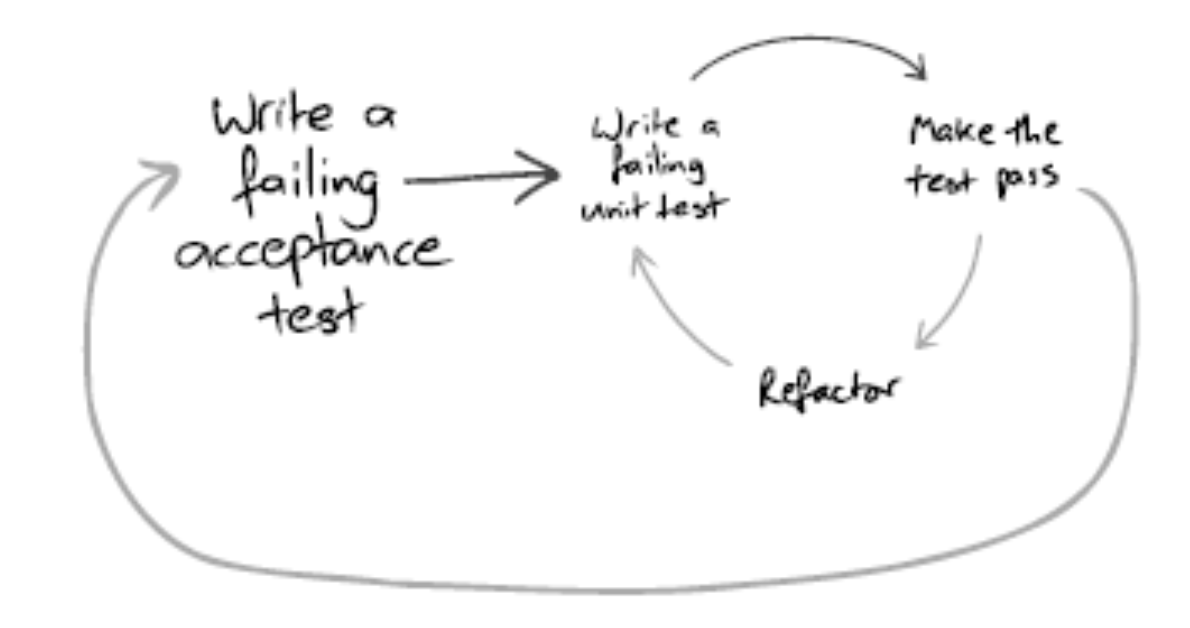 Write a
failing
acceptance
test
Write a
failing
unit test
Make the
test pass
Refactor